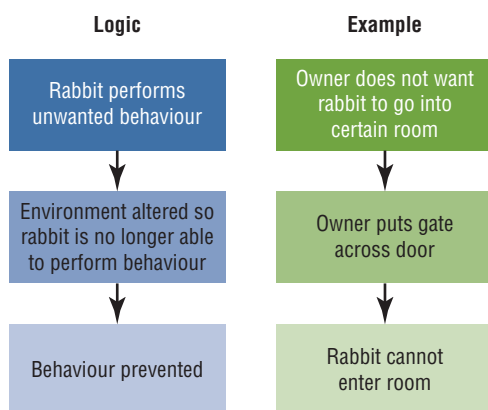 Logic
Rabbit performs
unwanted behaviour
Environment altered so
rabbit is no longer able
to perform behaviour
Behaviour prevented
Example
Owner does not want
rabbit to go into
certain room
Owner puts gate
across door
Rabbit cannot
enter room